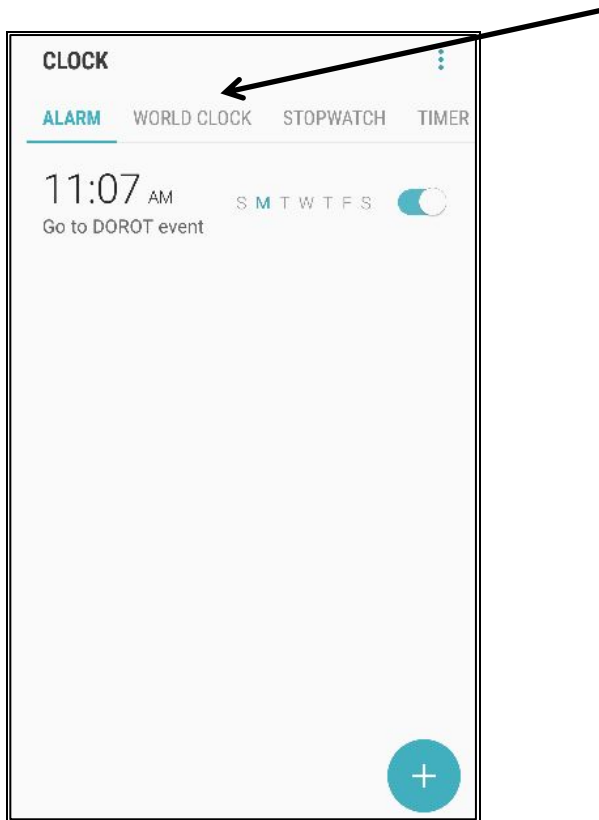 CLOCK
ALARM WORLD CLOCK STOPWATCH TIMER
11:07 AM S M T W T F S
Go to DOROT event
+